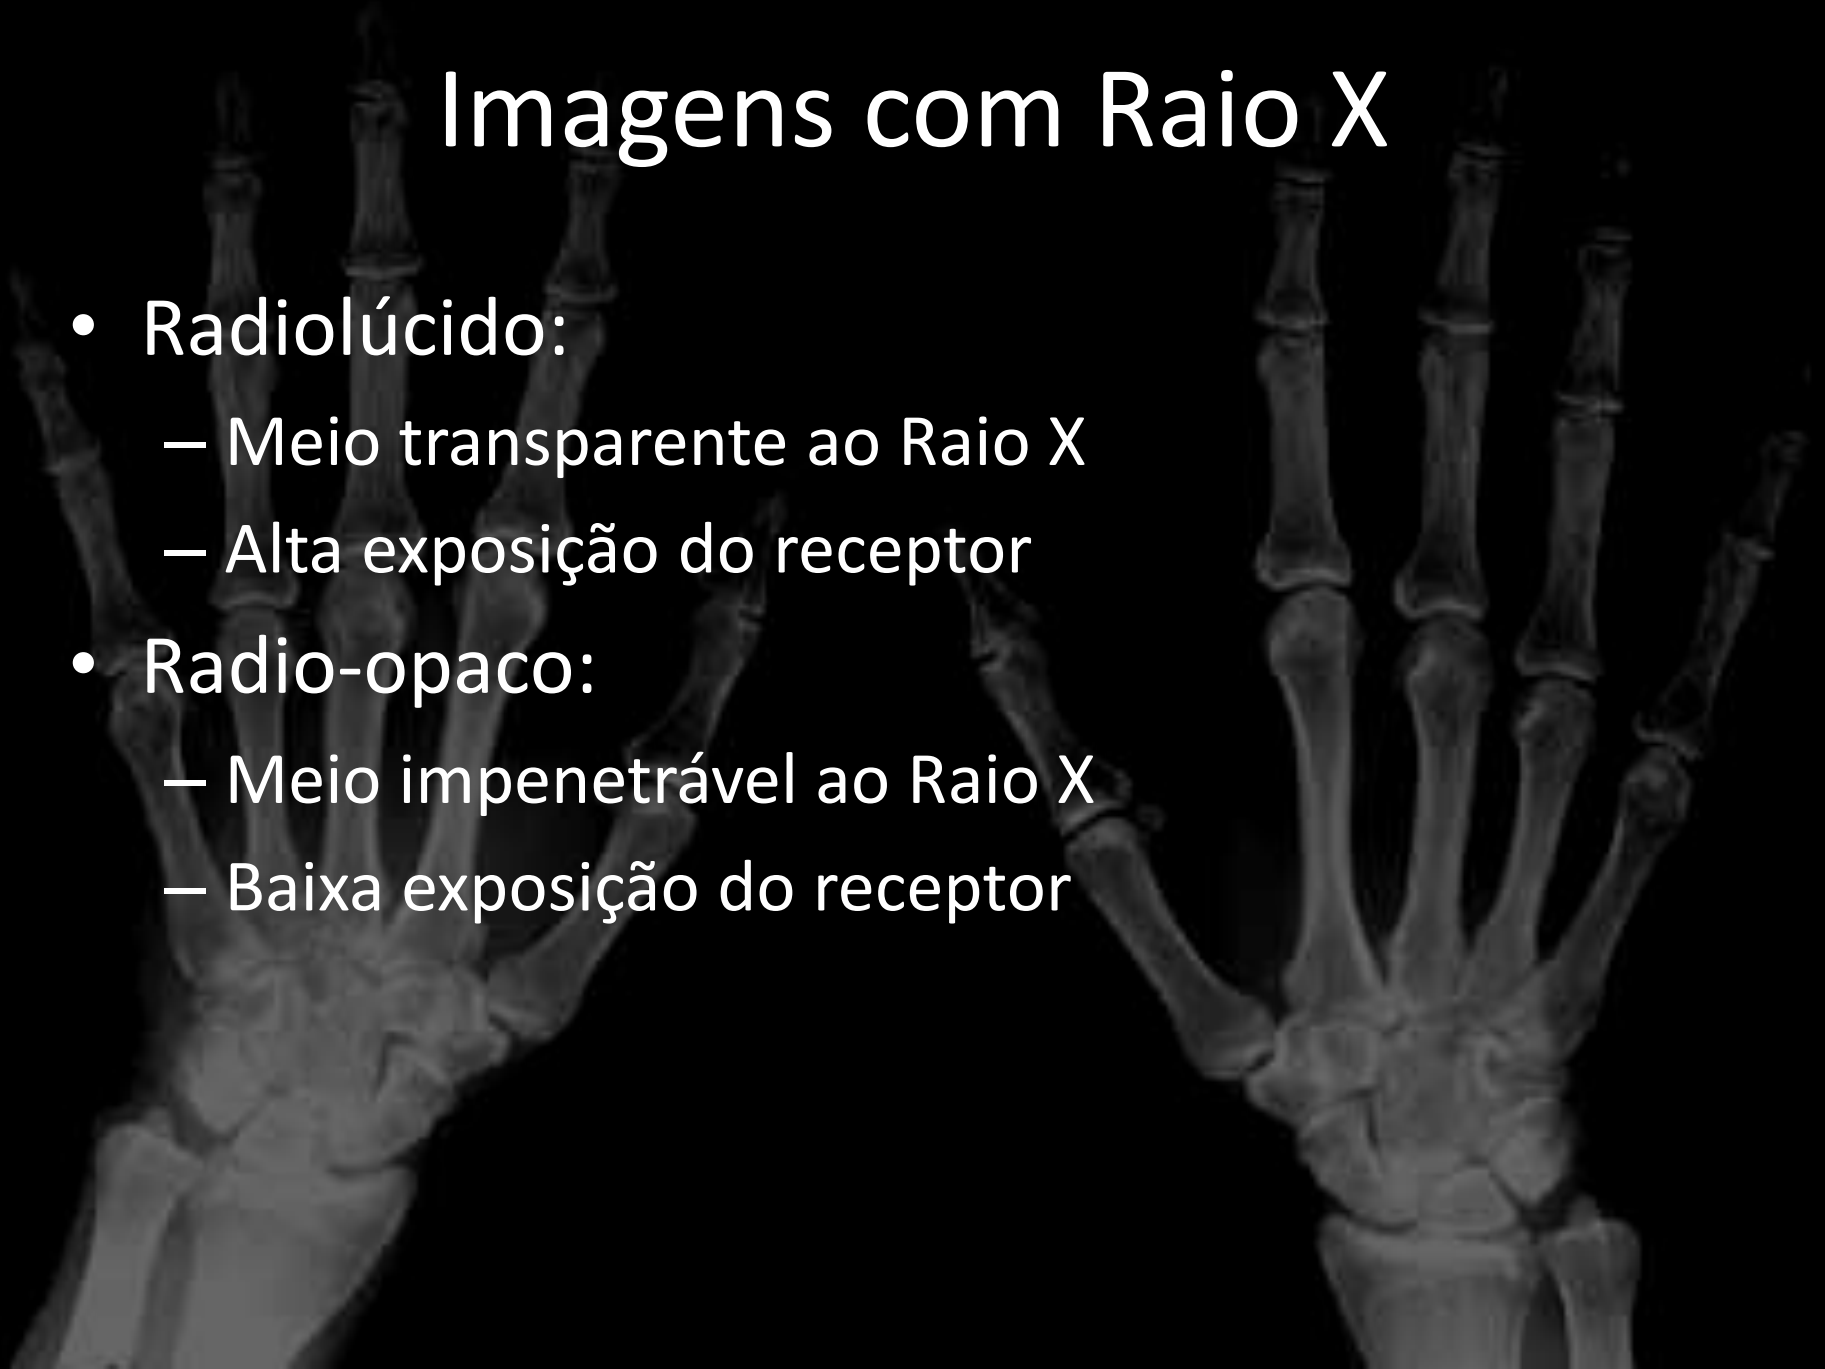 Imagens com Raio X
• Radiolúcido:
– Meio transparente ao Raio X
– Alta exposição do receptor
• Radio-opaco:
– Meio impenetrável ao Raio X
– Baixa exposição do receptor